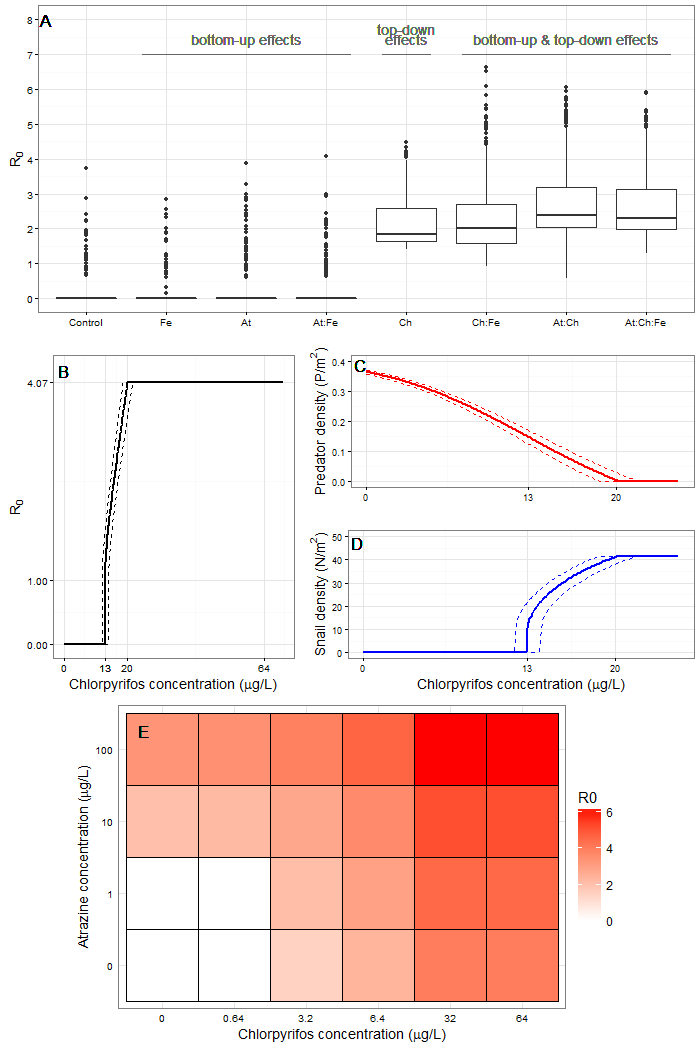 A
bottom-up effects
top-down
effects
bottom-up & top-down effects
8
7
6
5
4
3
2
1
0
R0
Control Fe At At:Fe Ch Ch:Fe At:Ch At:Ch:Fe
B
4.07
1.00
0.00
R0
0 13 20 64
Chlorpyrifos concentration (μg/L)
C
0.4
0.3
0.2
0.1
0.0
Predator density (P/m²)
0 13 20
D
50
40
30
20
10
0
Snail density (N/m²)
0 13 20
Chlorpyrifos concentration (μg/L)
E
100
10
1
0
Atrazine concentration (μg/L)
0 0.64 3.2 6.4 32 64
Chlorpyrifos concentration (μg/L)
R0
6
4
2
0